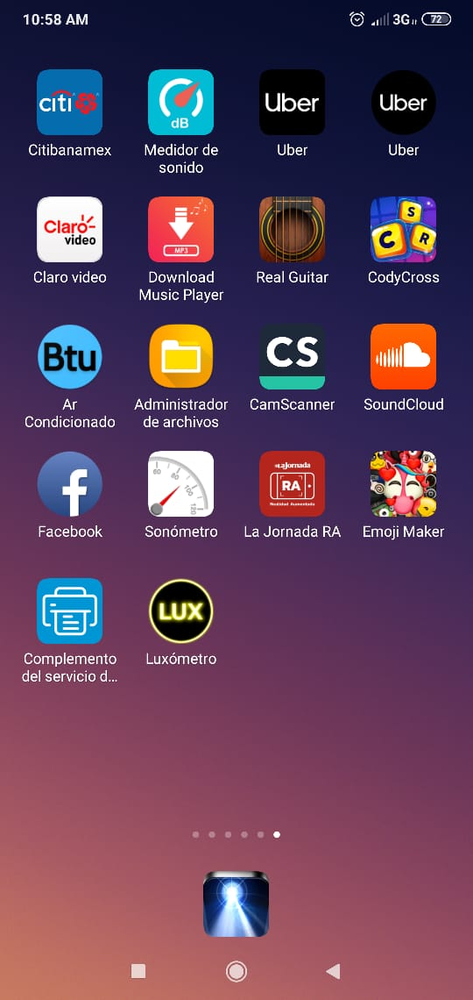 10:58 AM
3G
72
citi
dB
Uber
Uber
Citibanamex
Medidor de
sonido
Uber
Uber
Claro-
video
MP3
S
C
R
Claro video
Download
Music Player
Real Guitar
CodyCross
Btu
CS
Ar
Condicionado
Administrador
de archivos
CamScanner
SoundCloud
f
60
80
100
120
La Jornada
RA
Realidad Aumentada
Facebook
Sonómetro
La Jornada RA
Emoji Maker
LUX
Complemento
del servicio d...
Luxómetro